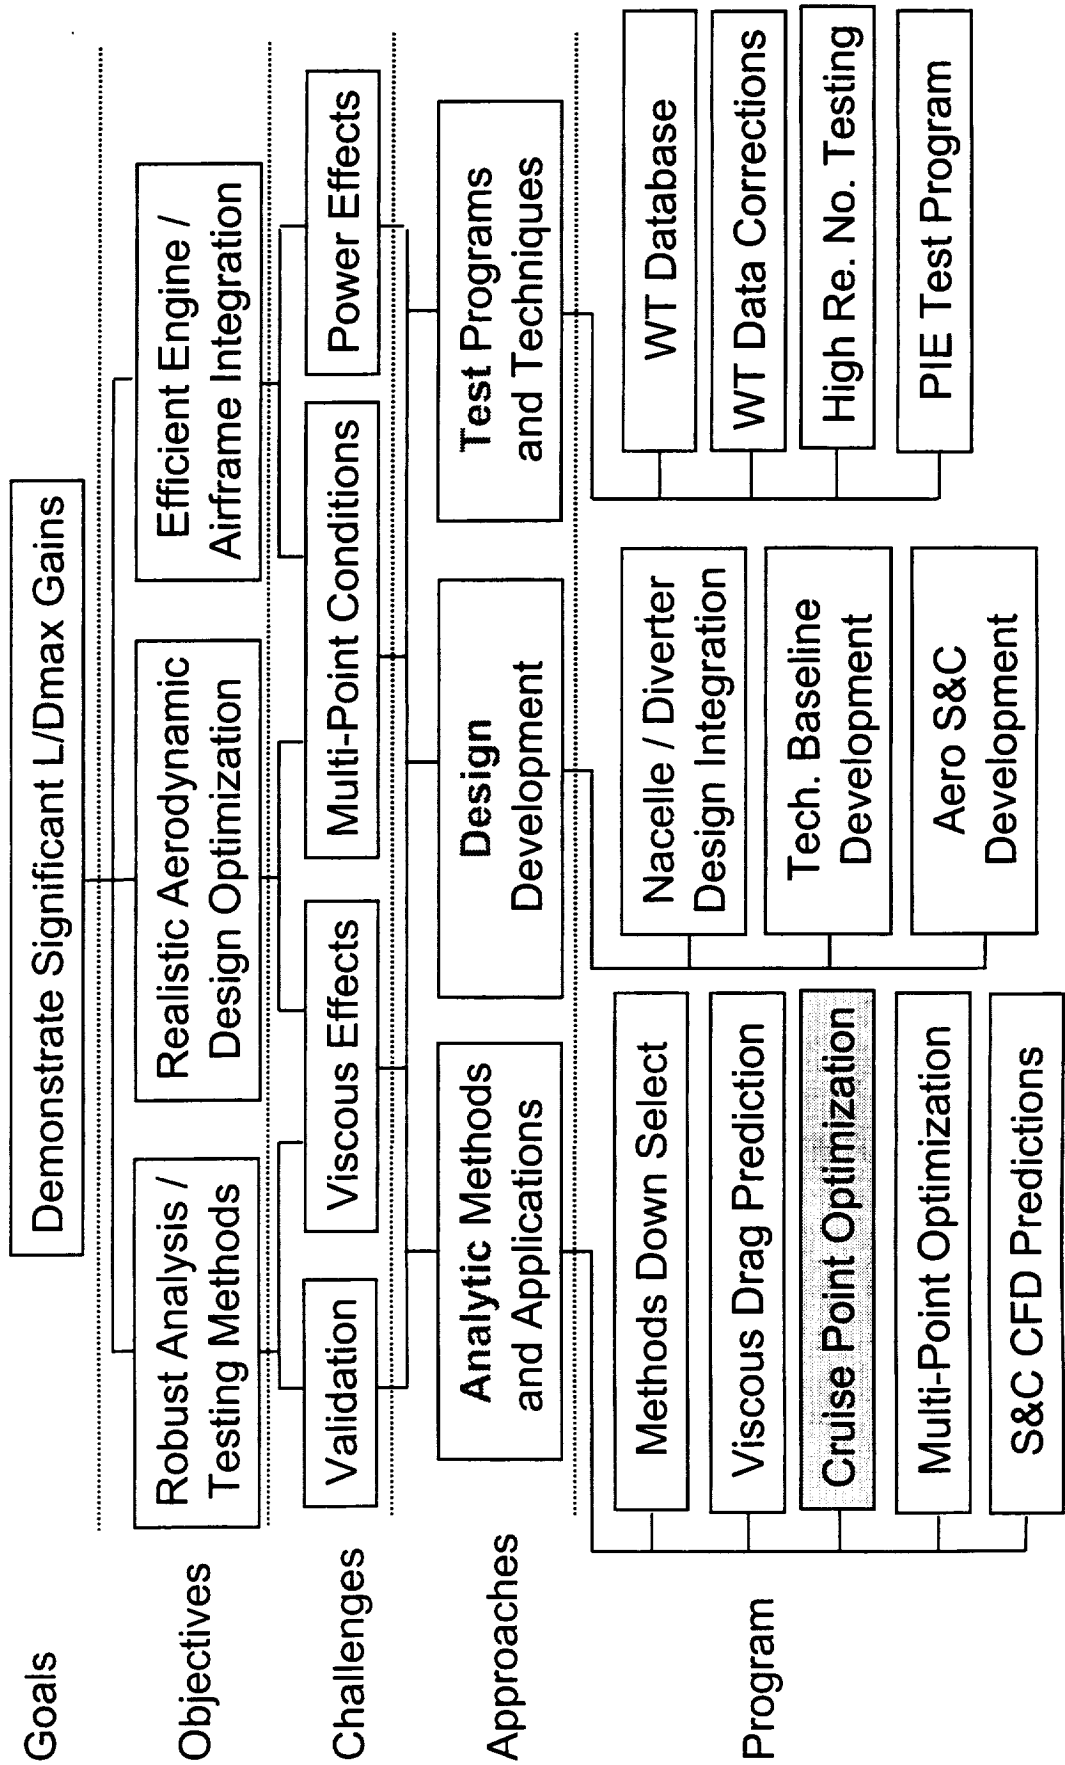 Goals
Demonstrate Significant L/Dmax Gains
Objectives
Robust Analysis /
Testing Methods
Realistic Aerodynamic
Design Optimization
Efficient Engine /
Airframe Integration
Challenges
Validation
Viscous Effects
Multi-Point Conditions
Power Effects
Approaches
Analytic Methods
and Applications
Design
Development
Test Programs
and Techniques
Program
Methods Down Select
Viscous Drag Prediction
Cruise Point Optimization
Multi-Point Optimization
S&C CFD Predictions
Nacelle / Diverter
Design Integration
Tech. Baseline
Development
Aero S&C
Development
WT Database
WT Data Corrections
High Re. No. Testing
PIE Test Program